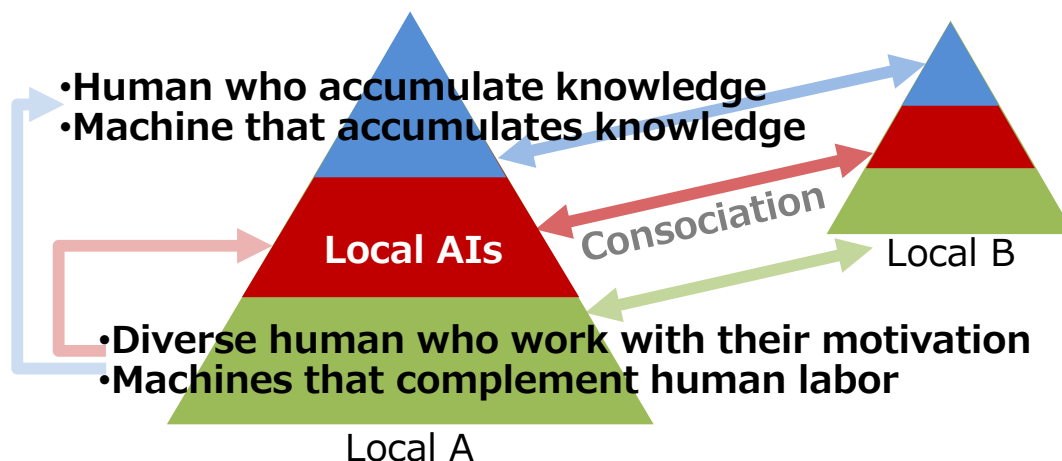 •Human who accumulate knowledge
•Machine that accumulates knowledge
Consociation
Local AIs
Local B
•Diverse human who work with their motivation
•Machines that complement human labor
Local A